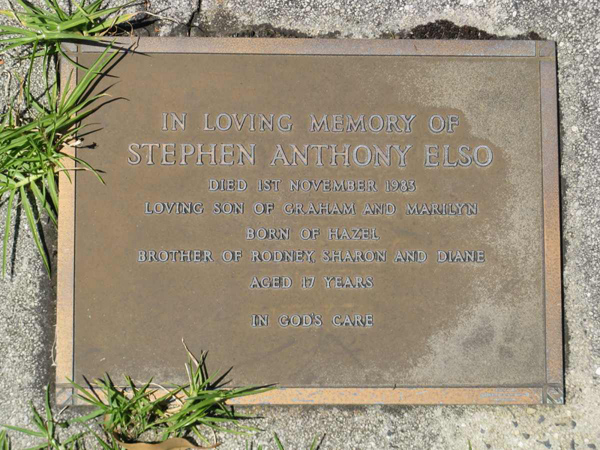 IN LOVING MEMORY OF
STEPHEN ANTHONY ELSO
DIED 1ST NOVEMBER 1983
LOVING SON OF GRAHAM AND MARILYN
BORN OF HAZEL
BROTHER OF RODNEY, SHARON AND DIANE
AGED 17 YEARS
IN GOD'S CARE